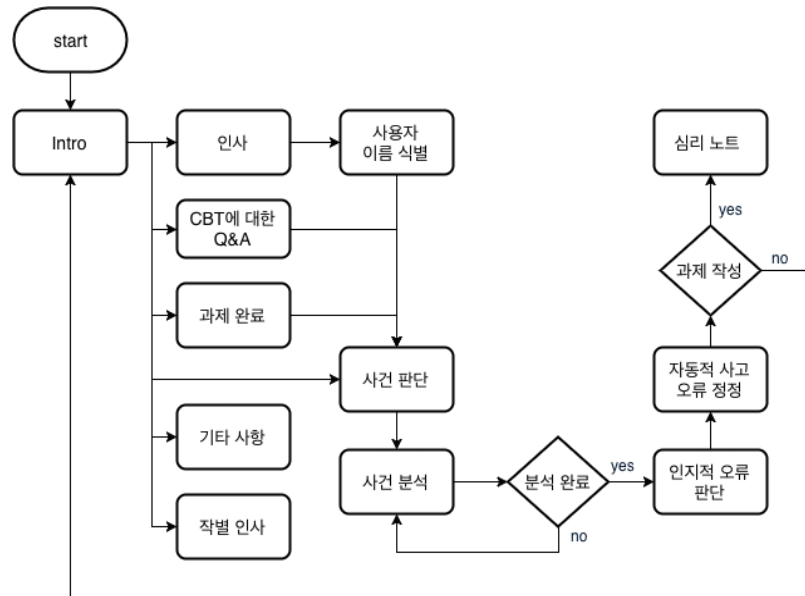 start
Intro
인사
사용자
이름 식별
심리 노트
CBT에 대한
Q&A
yes
과제 작성
no
과제 완료
사건 판단
자동적 사고
오류 정정
기타 사항
사건 분석
분석 완료
yes
인지적 오류
판단
작별 인사
no